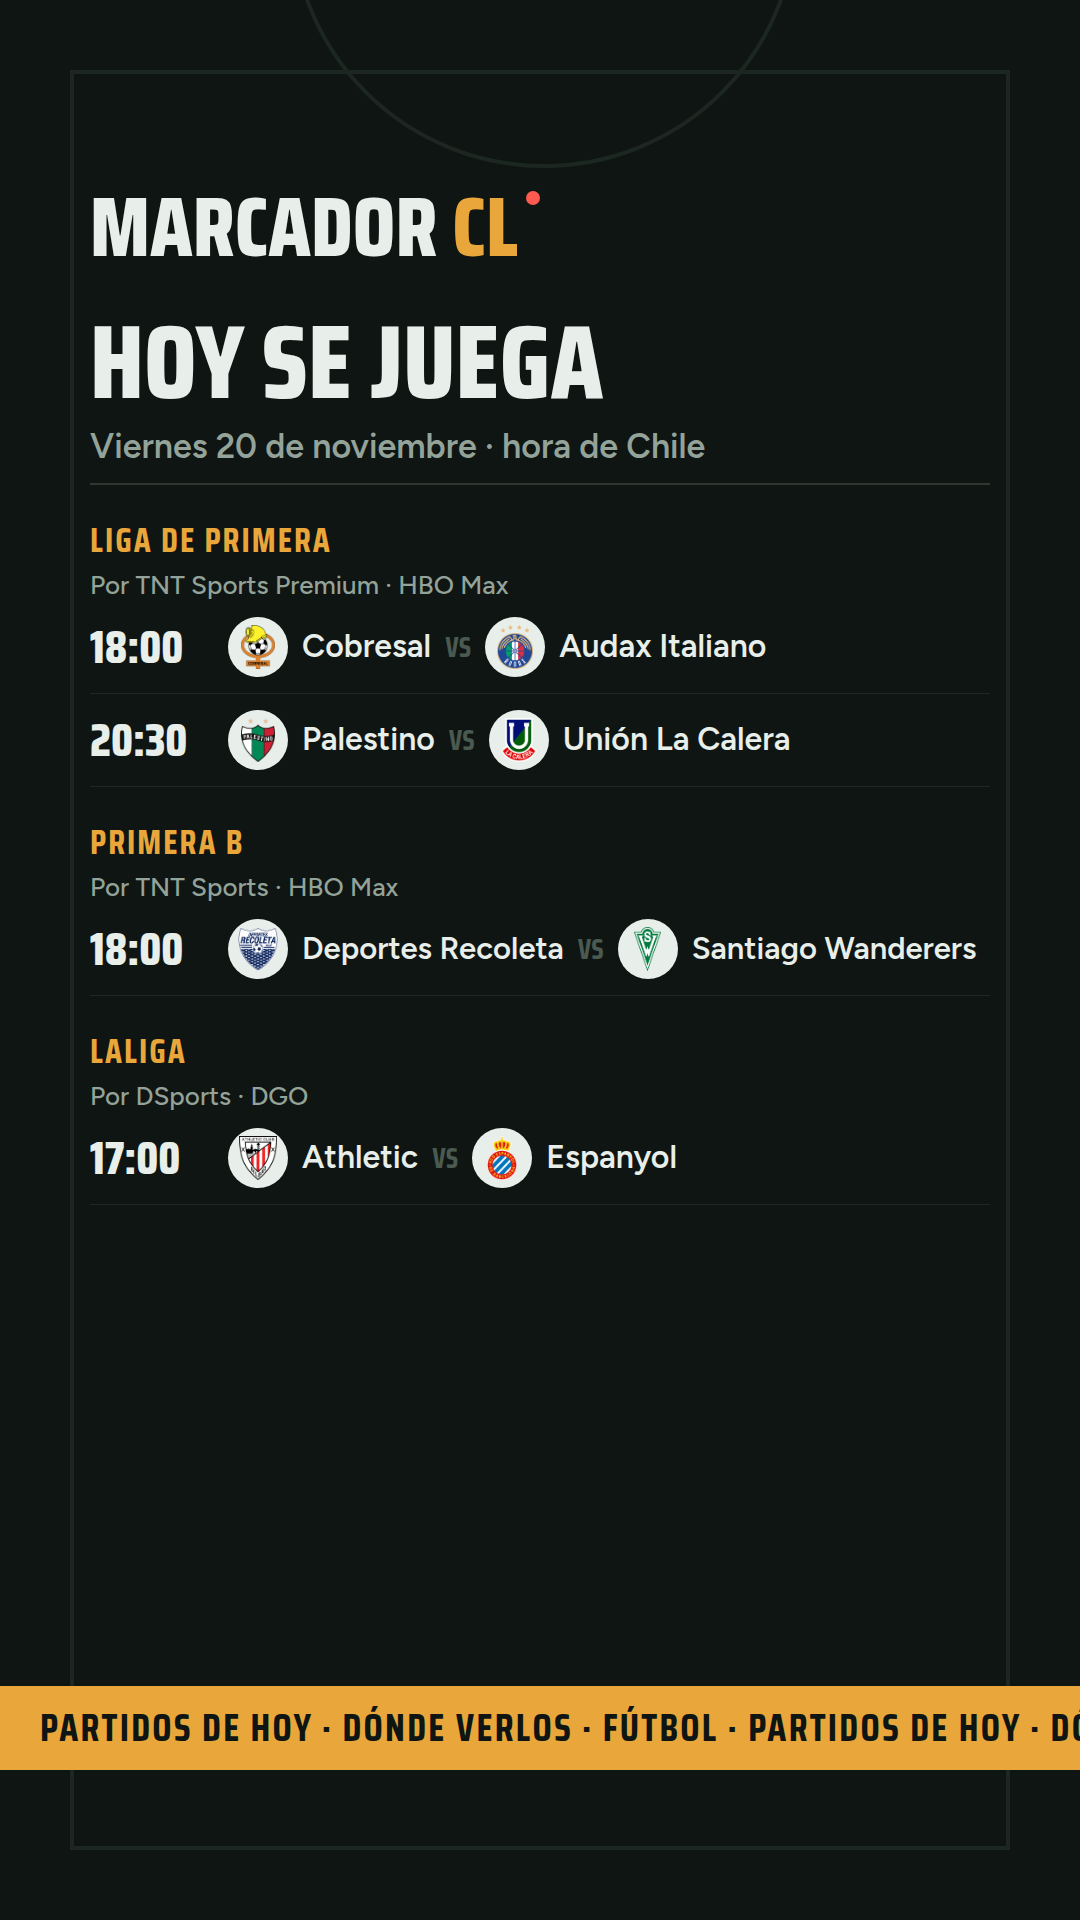 MARCADOR CL
HOY SE JUEGA
Viernes 20 de noviembre · hora de Chile
LIGA DE PRIMERA
Por TNT Sports Premium · HBO Max
18:00 Cobresal VS Audax Italiano
20:30 Palestino VS Unión La Calera
PRIMERA B
Por TNT Sports · HBO Max
18:00 Deportes Recoleta VS Santiago Wanderers
LALIGA
Por DSports · DGO
17:00 Athletic VS Espanyol
PARTIDOS DE HOY · DÓNDE VERLOS · FÚTBOL · PARTIDOS DE HOY · DÓ